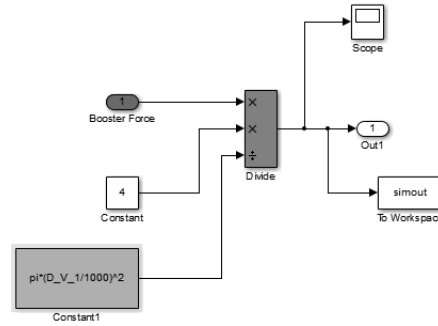 Scope
1
Booster Force
×
×
÷
Divide
1
Out1
4
Constant
simout
To Workspac
pi*(D_V_1/1000)^2
Constant1